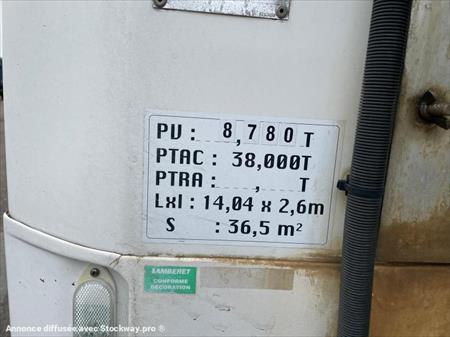 PV : 8,780 T
PTAC : 38,000T
PTRA : , T
Lxl : 14,04 x 2,6m
S : 36,5 m²
LAMBERET
CONFORME
DECORATION
Annonce diffusée avec Stockway.pro ®